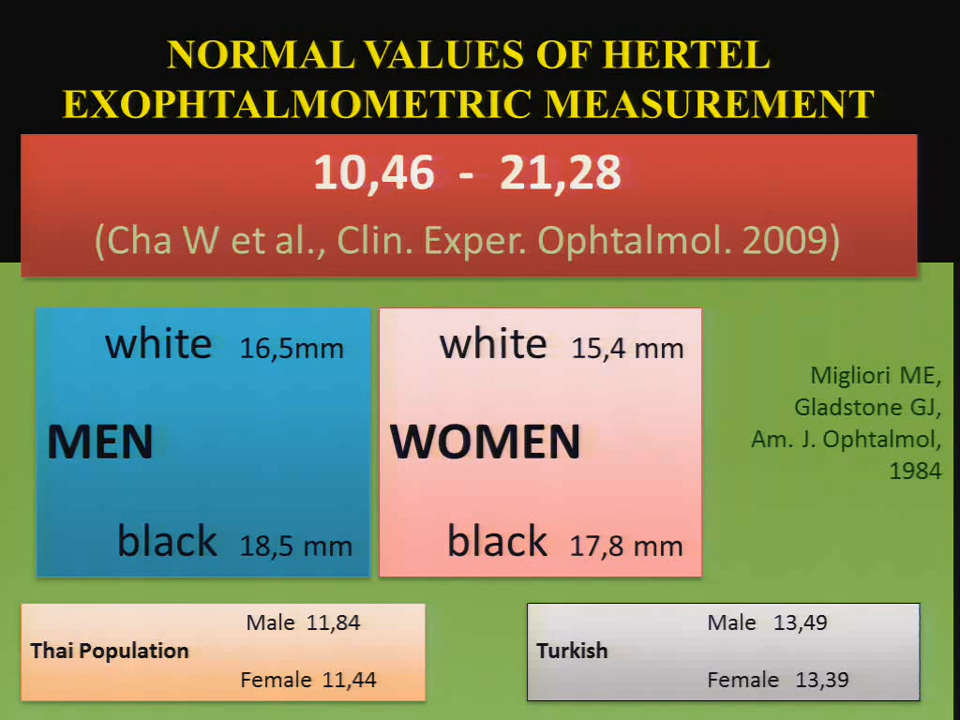 NORMAL VALUES OF HERTEL
EXOPHTALMOMETRIC MEASUREMENT
10,46 - 21,28
(Cha W et al., Clin. Exper. Ophtalmol. 2009)
white 16,5mm
MEN
black 18,5 mm
white 15,4 mm
WOMEN
black 17,8 mm
Migliori ME,
Gladstone GJ,
Am. J. Ophtalmol,
1984
Male 11,84
Thai Population
Female 11,44
Male 13,49
Turkish
Female 13,39